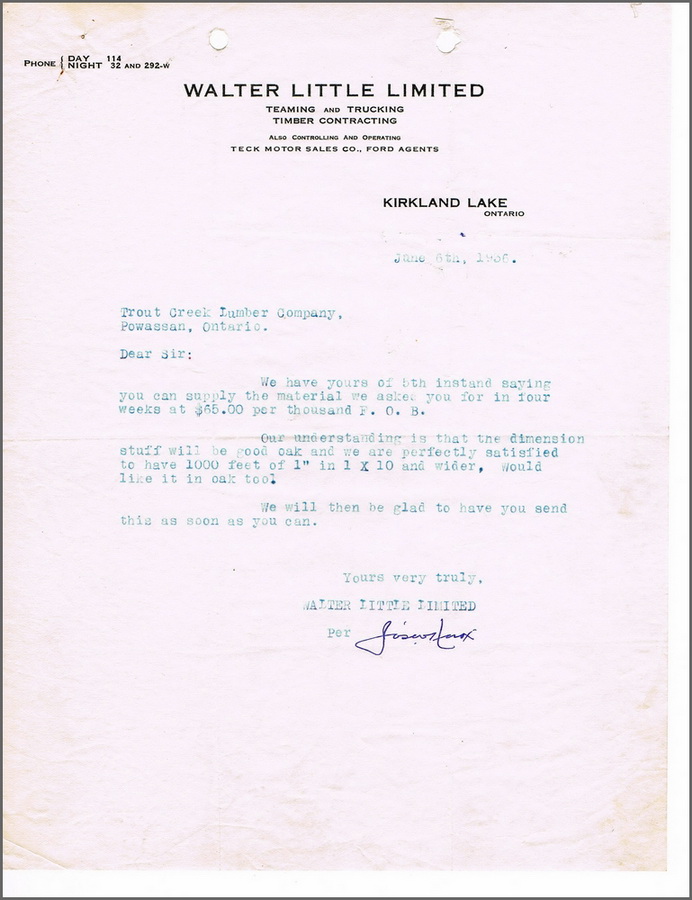 PHONE { DAY 114
NIGHT 32 AND 292-W
WALTER LITTLE LIMITED
TEAMING AND TRUCKING
TIMBER CONTRACTING
ALSO CONTROLLING AND OPERATING
TECK MOTOR SALES CO., FORD AGENTS
KIRKLAND LAKE
ONTARIO
June 6th, 1936.
Trout Creek Lumber Company,
Powassan, Ontario.
Dear Sir:
We have yours of 5th instand saying
you can supply the material we asked you for in four
weeks at $65.00 per thousand F. O. B.
Our understanding is that the dimension
stuff will be good oak and we are perfectly satisfied
to have 1000 feet of 1" in 1 X 10 and wider, Would
like it in oak too.
We will then be glad to have you send
this as soon as you can.
Yours very truly,
WALTER LITTLE LIMITED
Per